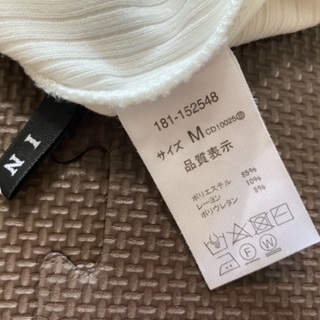 181-152548
サイズ M CD10025㉑
品質表示
ポリエステル 85%
レーヨン 10%
ポリウレタン 5%
F W
N I